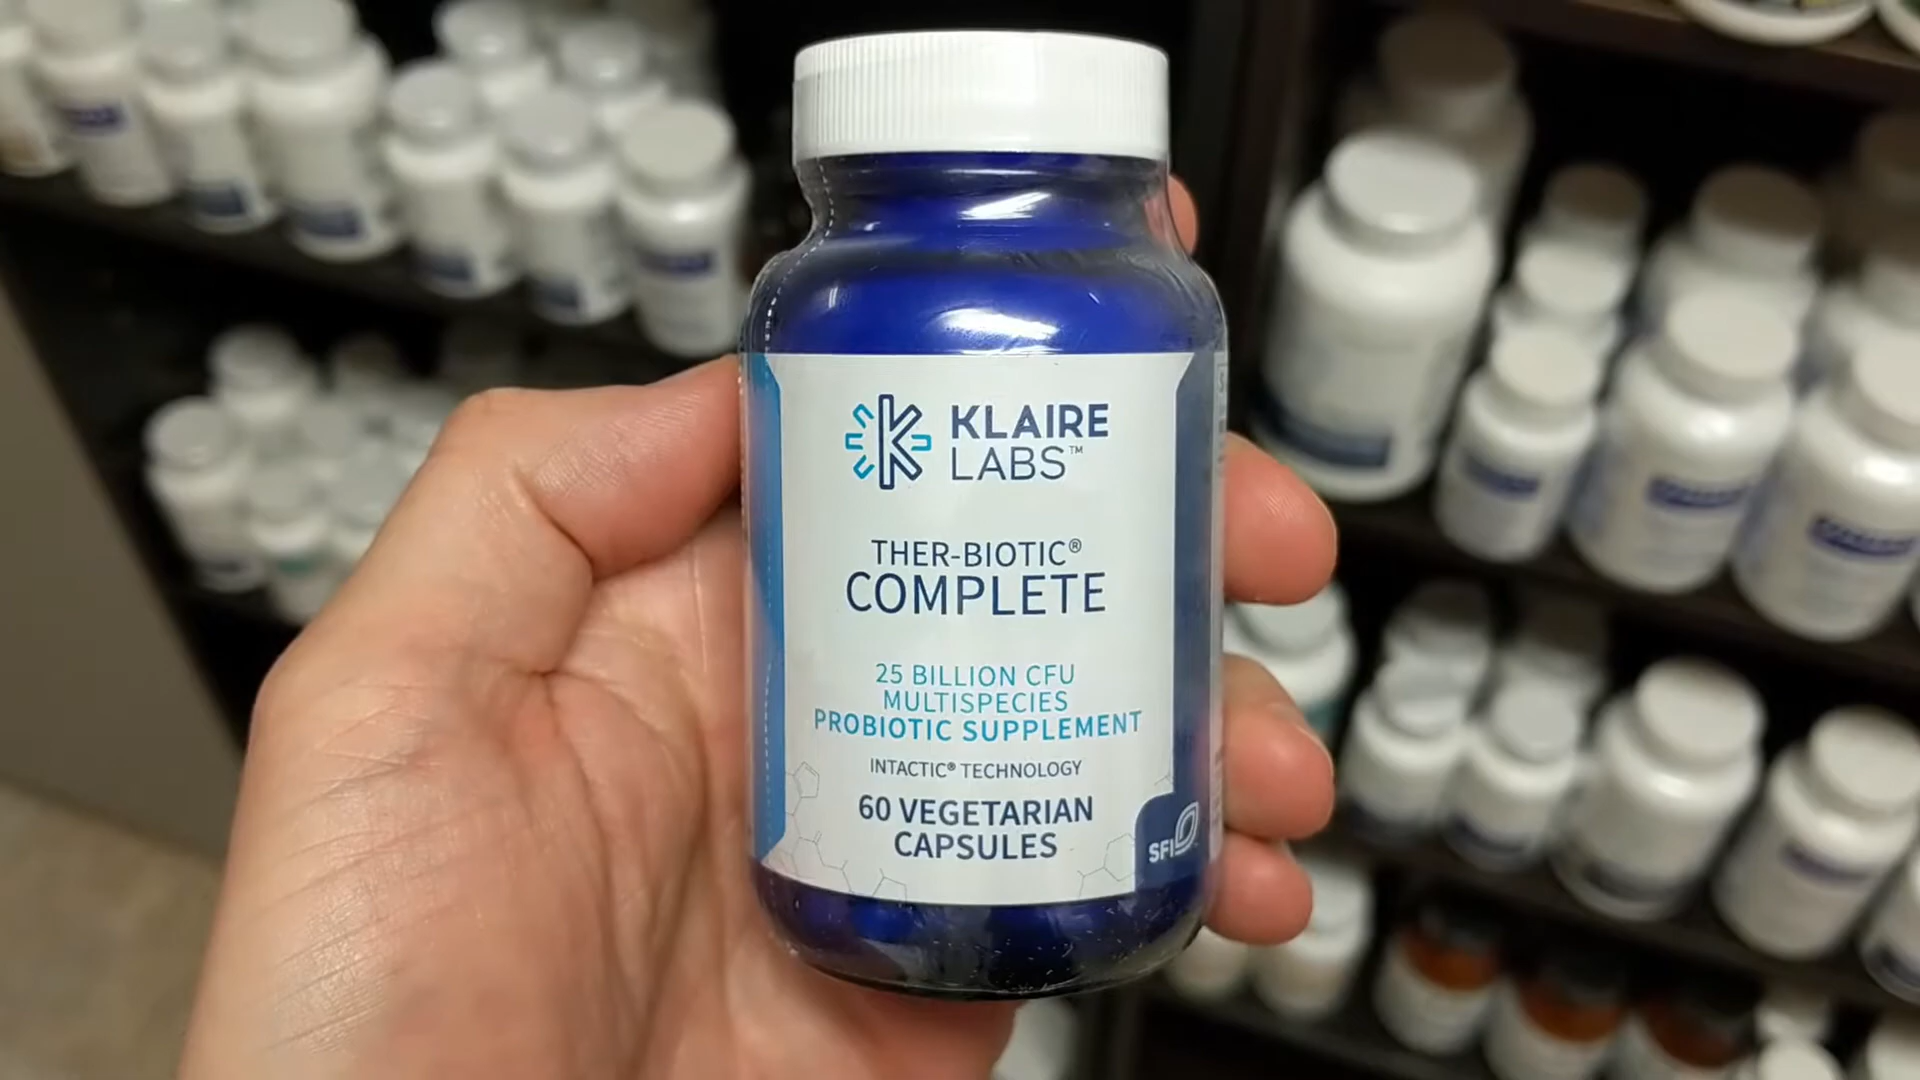 KLAIRE
LABS™
THER-BIOTIC®
COMPLETE
25 BILLION CFU
MULTISPECIES
PROBIOTIC SUPPLEMENT
INTACTIC® TECHNOLOGY
60 VEGETARIAN
CAPSULES
SFI